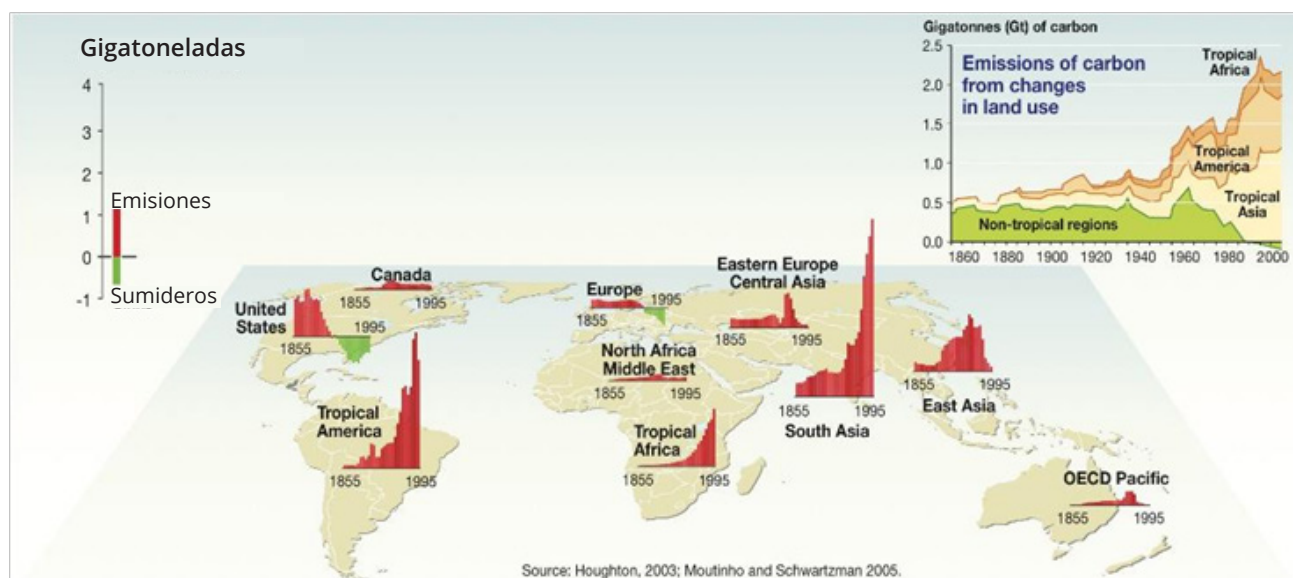 Gigatoneladas
4
3
2
1
0
-1
Emisiones
Sumideros
Gigatonnes (Gt) of carbon
2.5
2.0
1.5
1.0
0.5
0.0
Emissions of carbon
from changes
in land use
Tropical
Africa
Tropical
America
Tropical
Asia
Non-tropical regions
1860 1880 1900 1920 1940 1960 1980 2000
Canada
1855 1995
United
States
1855 1995
Europe
1855 1995
Eastern Europe
Central Asia
1855 1995
North Africa
Middle East
1855 1995
Tropical
America
1855 1995
Tropical
Africa
1855 1995
1855 1995
South Asia
1855 1995
East Asia
OECD Pacific
1855 1995
Source: Houghton, 2003; Moutinho and Schwartzman 2005.